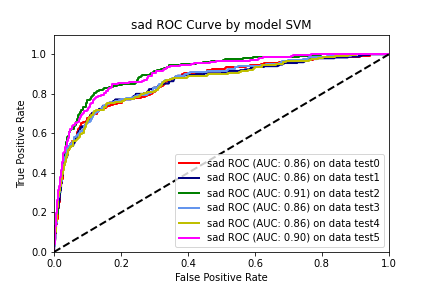 sad ROC Curve by model SVM
True Positive Rate
1.0
0.8
0.6
0.4
0.2
0.0
sad ROC (AUC: 0.86) on data test0
sad ROC (AUC: 0.86) on data test1
sad ROC (AUC: 0.91) on data test2
sad ROC (AUC: 0.86) on data test3
sad ROC (AUC: 0.86) on data test4
sad ROC (AUC: 0.90) on data test5
0.0 0.2 0.4 0.6 0.8 1.0
False Positive Rate